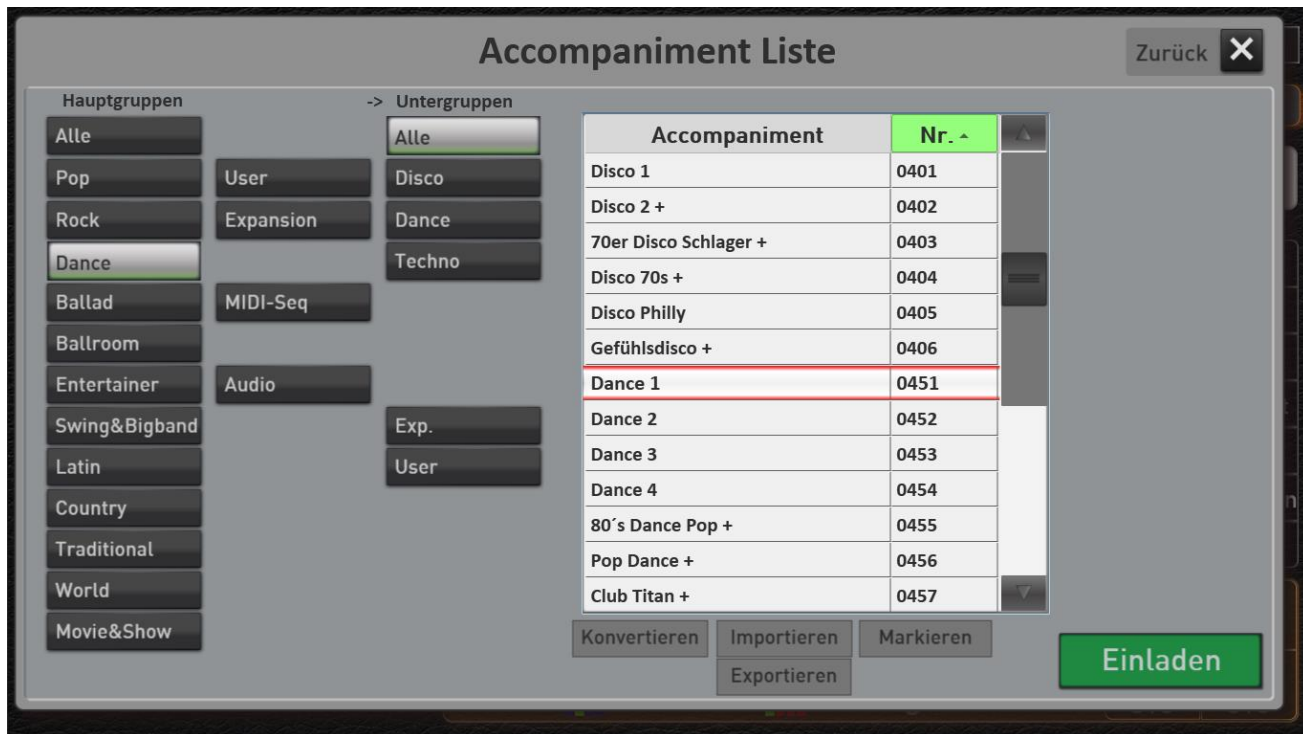 Accompaniment Liste
Zurück
Hauptgruppen -> Untergruppen
Alle
Pop
Rock
Dance
Ballad
Ballroom
Entertainer
Swing&Bigband
Latin
Country
Traditional
World
Movie&Show
User
Expansion
MIDI-Seq
Audio
Alle
Disco
Dance
Techno
Exp.
User
Accompaniment Nr.
Disco 1 0401
Disco 2 + 0402
70er Disco Schlager + 0403
Disco 70s + 0404
Disco Philly 0405
Gefühlsdisco + 0406
Dance 1 0451
Dance 2 0452
Dance 3 0453
Dance 4 0454
80´s Dance Pop + 0455
Pop Dance + 0456
Club Titan + 0457
Konvertieren Importieren Markieren
Exportieren
Einladen